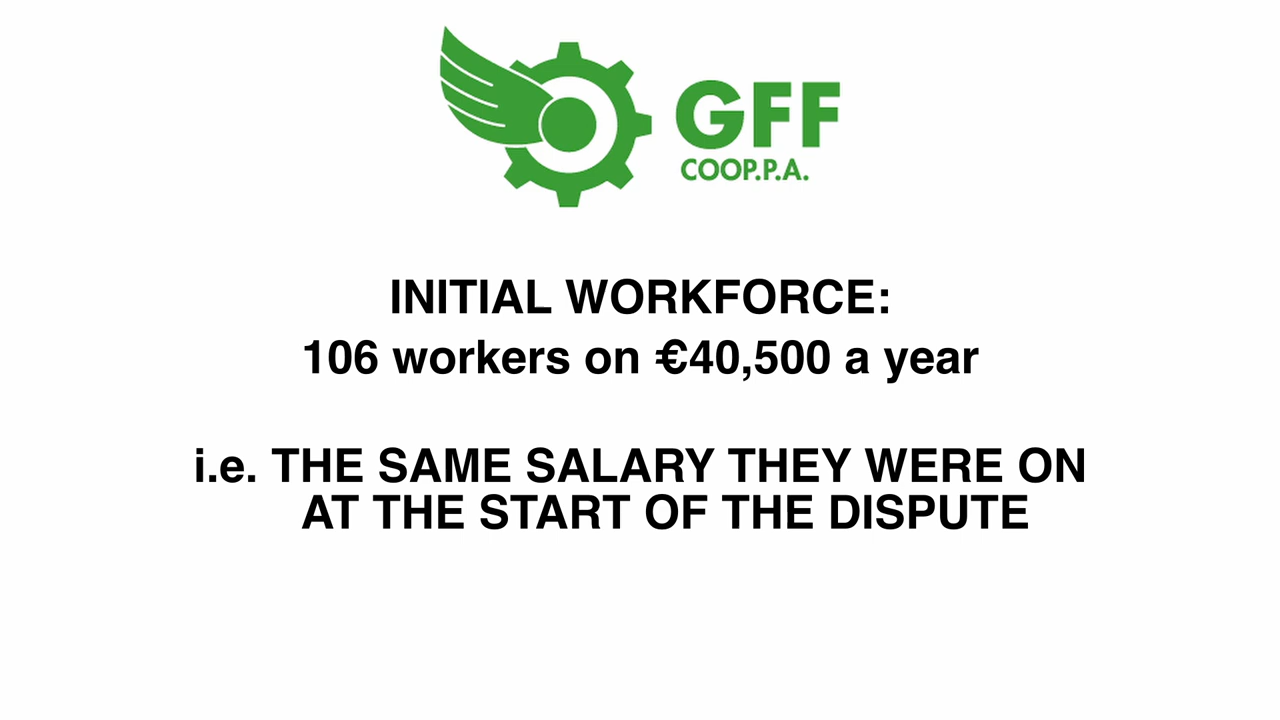 GFF
COOP.P.A.
INITIAL WORKFORCE:
106 workers on €40,500 a year
i.e. THE SAME SALARY THEY WERE ON
AT THE START OF THE DISPUTE